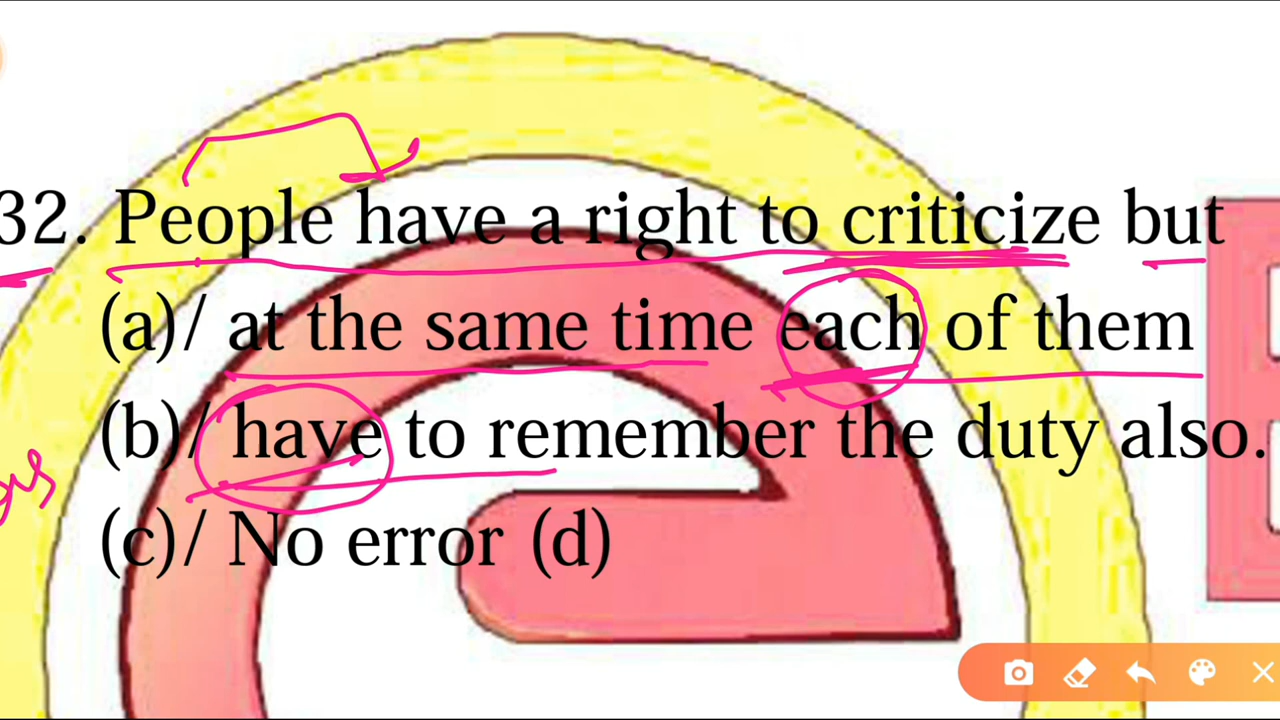 32. People have a right to criticize but
(a)/ at the same time each of them
(b)/ have to remember the duty also.
(c)/ No error (d)